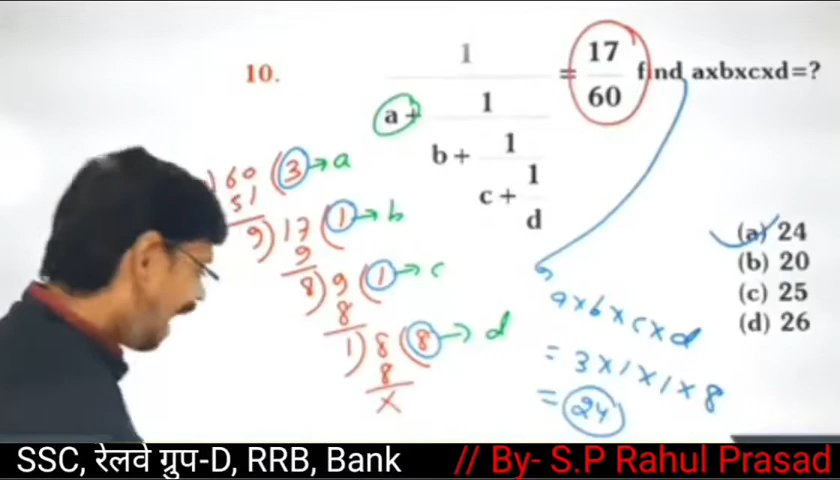 10.
1
a + 1
b + 1
c + 1
d
= 17
60
find axbxcxd=?
(a) 24
(b) 20
(c) 25
(d) 26
) 60 ( 3 → a
51
9 ) 17 ( 1 → b
9
8 ) 9 ( 1 → c
8
1 ) 8 ( 8 → d
8
x
a x b x c x d
= 3 x 1 x 1 x 8
= 24
SSC, रेलवे ग्रुप-D, RRB, Bank // By- S.P Rahul Prasad